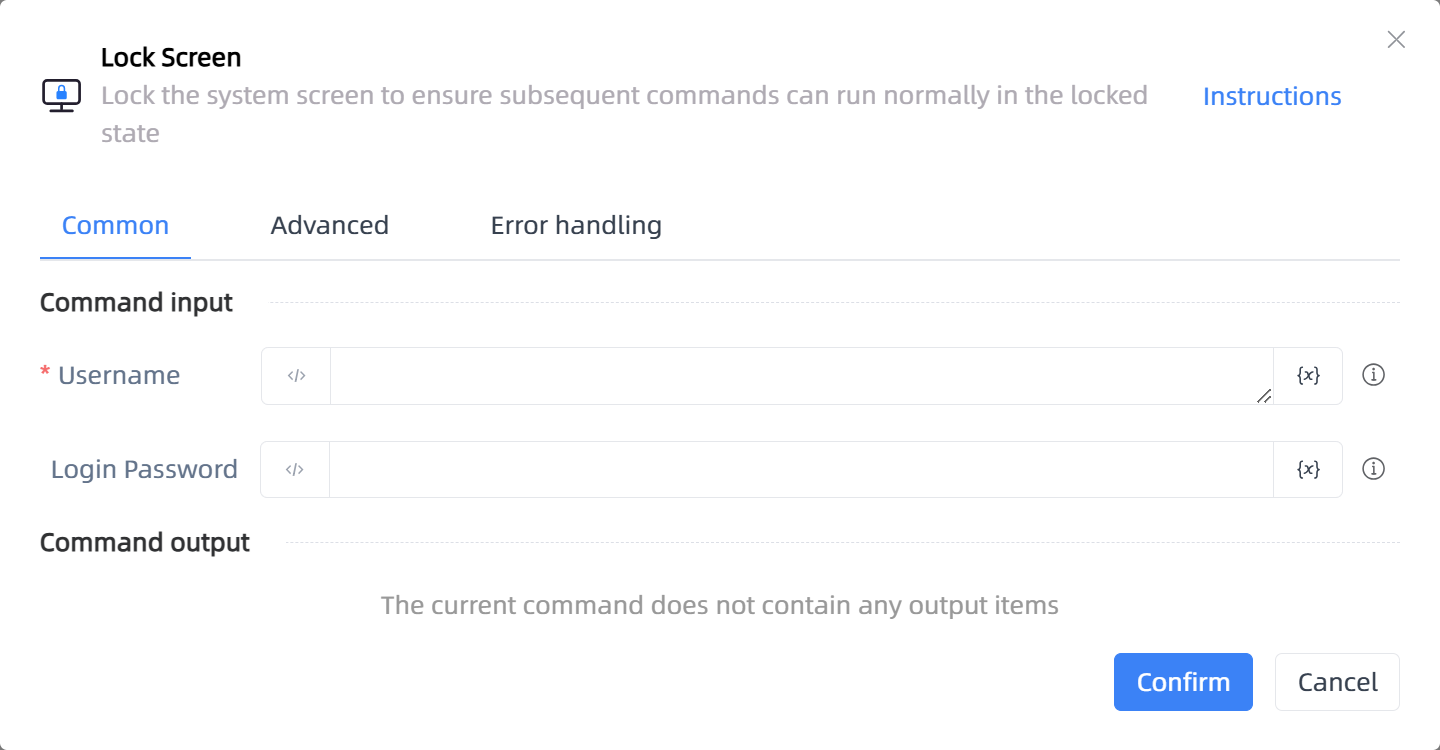 Lock Screen
Lock the system screen to ensure subsequent commands can run normally in the locked
state
Instructions
Common Advanced Error handling
Command input
* Username </> {x}
Login Password </> {x}
Command output
The current command does not contain any output items
Confirm Cancel